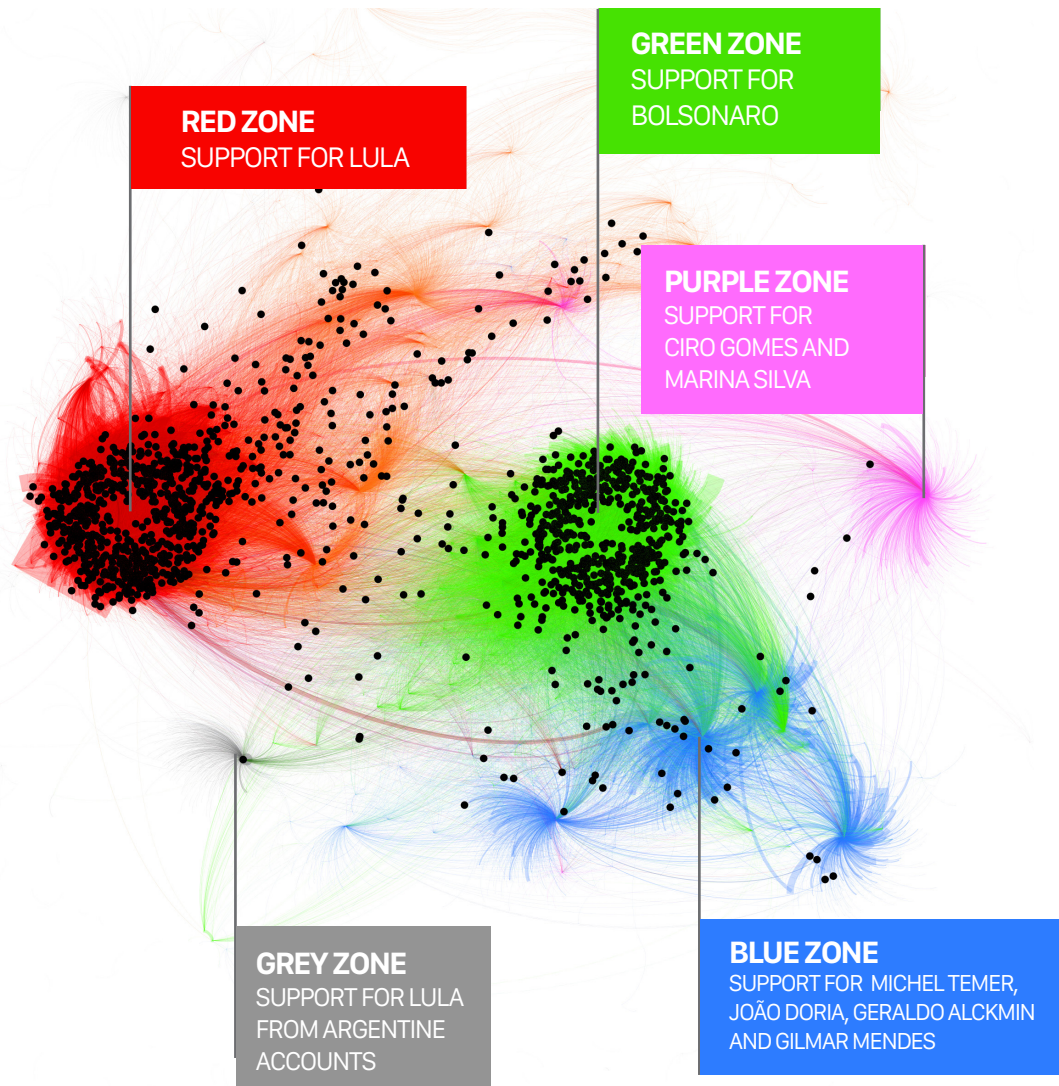 GREEN ZONE
SUPPORT FOR
BOLSONARO
RED ZONE
SUPPORT FOR LULA
PURPLE ZONE
SUPPORT FOR
CIRO GOMES AND
MARINA SILVA
GREY ZONE
SUPPORT FOR LULA
FROM ARGENTINE
ACCOUNTS
BLUE ZONE
SUPPORT FOR MICHEL TEMER,
JOÃO DORIA, GERALDO ALCKMIN
AND GILMAR MENDES